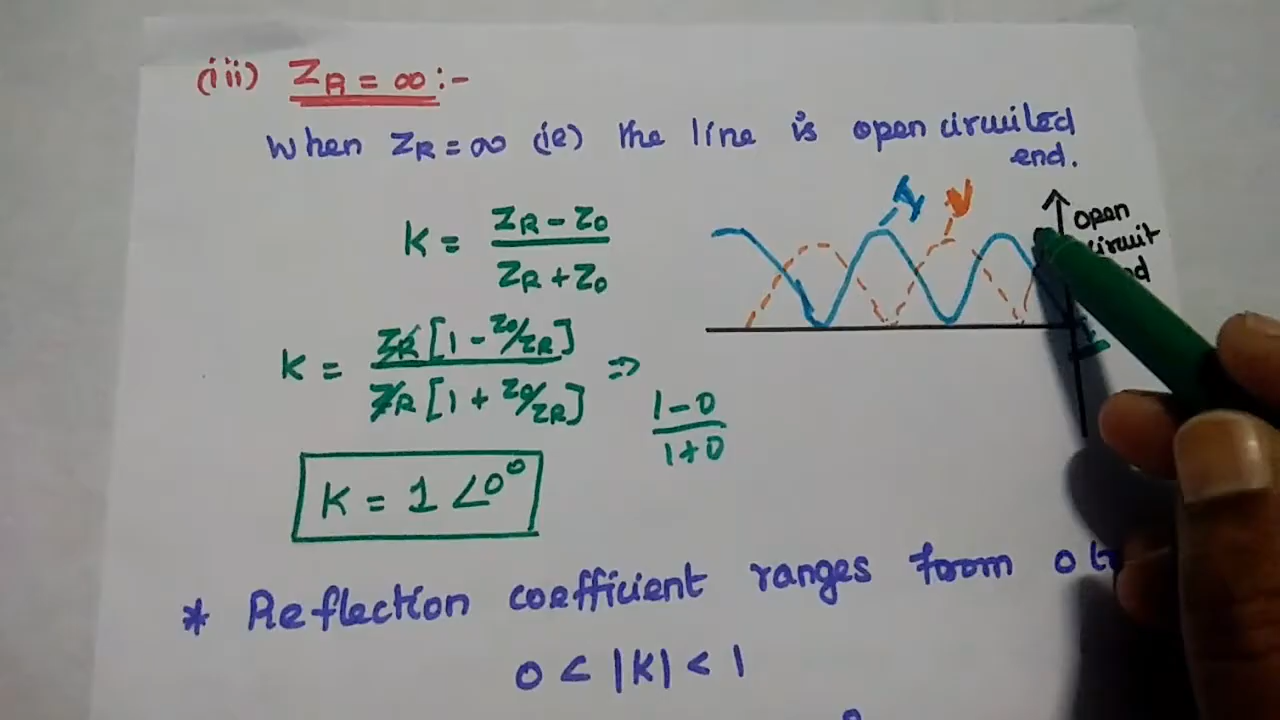 (iii) ZR = ∞ :-
When ZR = ∞ (ie) the line is open circuited
end.
K = ZR - Z0 / ZR + Z0
K = ZR [1 - Z0/ZR] / ZR [1 + Z0/ZR] ⇒ 1-0 / 1+0
K = 1 ∠0°
V
open
circuit
* Reflection coefficient ranges from 0
0 < |K| < 1